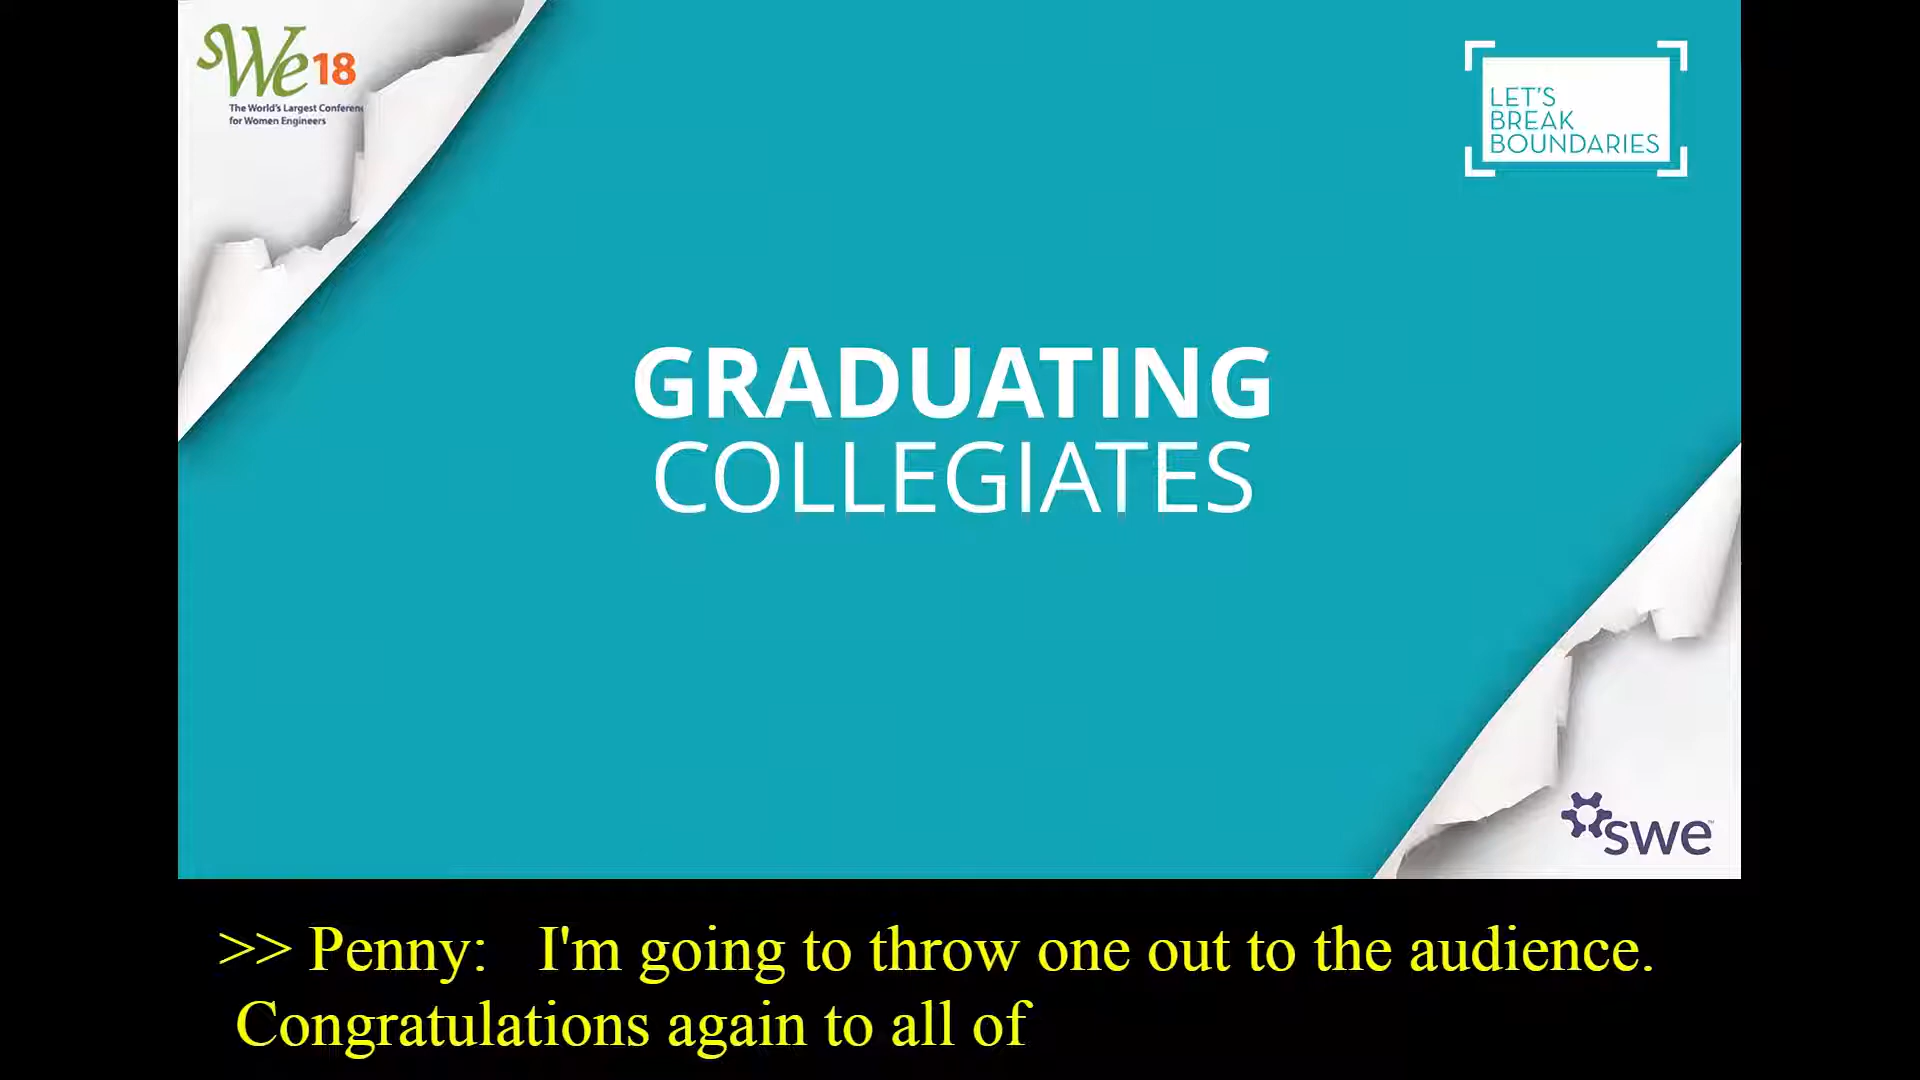 sWe18
The World's Largest Conferen
for Women Engineers
LET'S
BREAK
BOUNDARIES
GRADUATING
COLLEGIATES
swe
>> Penny: I'm going to throw one out to the audience.
Congratulations again to all of